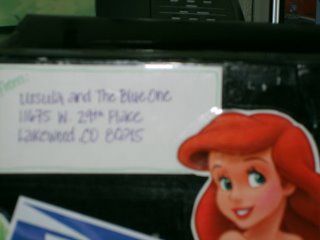 From:
Ursula and The Blue One
11675 W. 29th Place
Lakewood, CO 80215